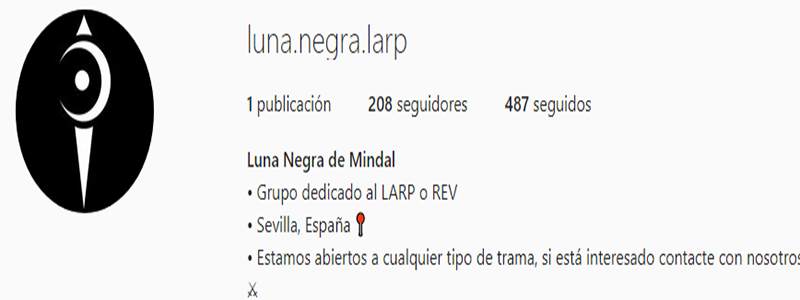 luna.negra.larp
1 publicación 208 seguidores 487 seguidos
Luna Negra de Mindal
• Grupo dedicado al LARP o REV
• Sevilla, España📍
• Estamos abiertos a cualquier tipo de trama, si está interesado contacte con nosotros
⚔